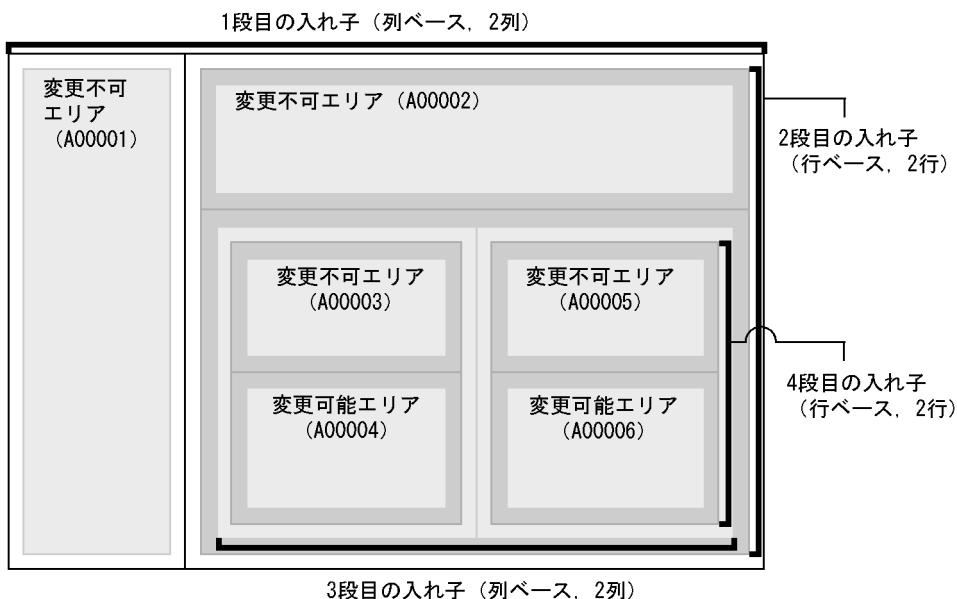 1段目の入れ子(列ベース,2列)
変更不可
エリア
(A00001)
変更不可エリア(A00002)
2段目の入れ子
(行ベース,2行)
変更不可エリア
(A00003)
変更不可エリア
(A00005)
変更可能エリア
(A00004)
変更可能エリア
(A00006)
4段目の入れ子
(行ベース,2行)
3段目の入れ子(列ベース,2列)